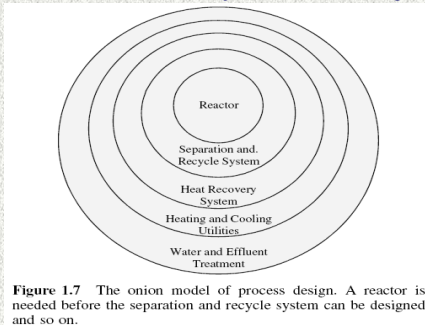 Reactor
Separation and.
Recycle System
Heat Recovery
System
Heating and Cooling
Utilities
Water and Effluent
Treatment
Figure 1.7 The onion model of process design. A reactor is
needed before the separation and recycle system can be designed
and so on.